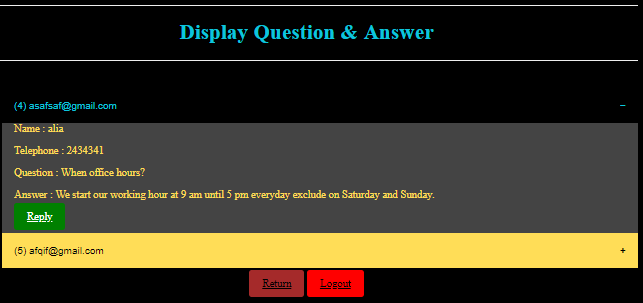 Display Question & Answer
(4) asafsaf@gmail.com –
Name : alia
Telephone : 2434341
Question : When office hours?
Answer : We start our working hour at 9 am until 5 pm everyday exclude on Saturday and Sunday.
Reply
(5) afqif@gmail.com +
Return Logout